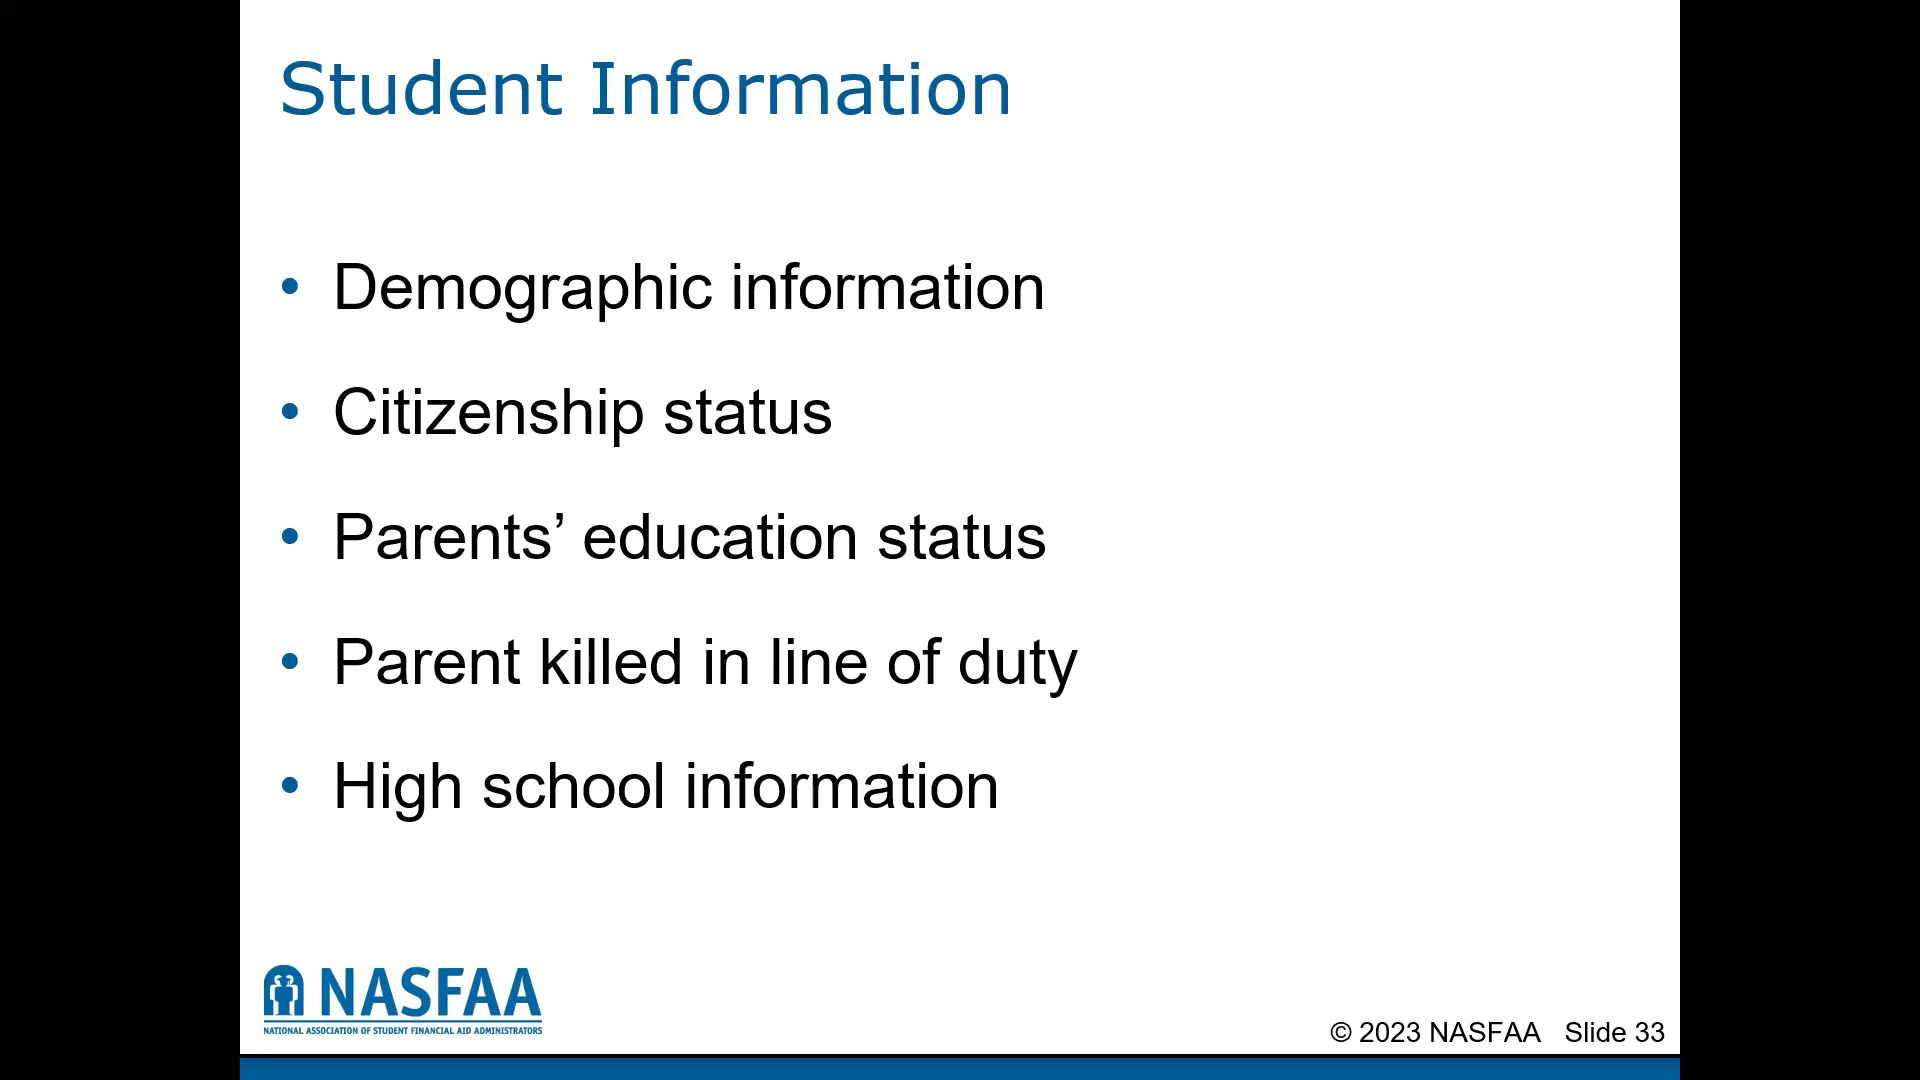 Student Information
• Demographic information
• Citizenship status
• Parents’ education status
• Parent killed in line of duty
• High school information
NASFAA
NATIONAL ASSOCIATION OF STUDENT FINANCIAL AID ADMINISTRATORS
© 2023 NASFAA Slide 33